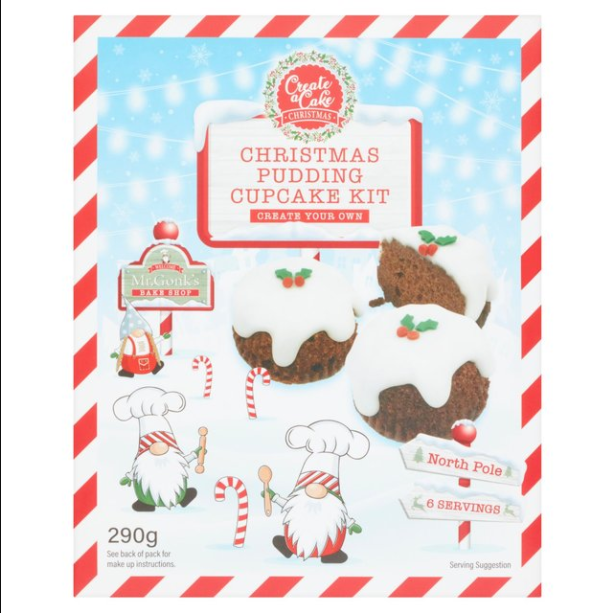 Create
a
Cake
CHRISTMAS
CHRISTMAS
PUDDING
CUPCAKE KIT
CREATE YOUR OWN
WELCOME
Mr.Gonk's
BAKE SHOP
North Pole
6 SERVINGS
290g
See back of pack for
make up instructions.
Serving Suggestion